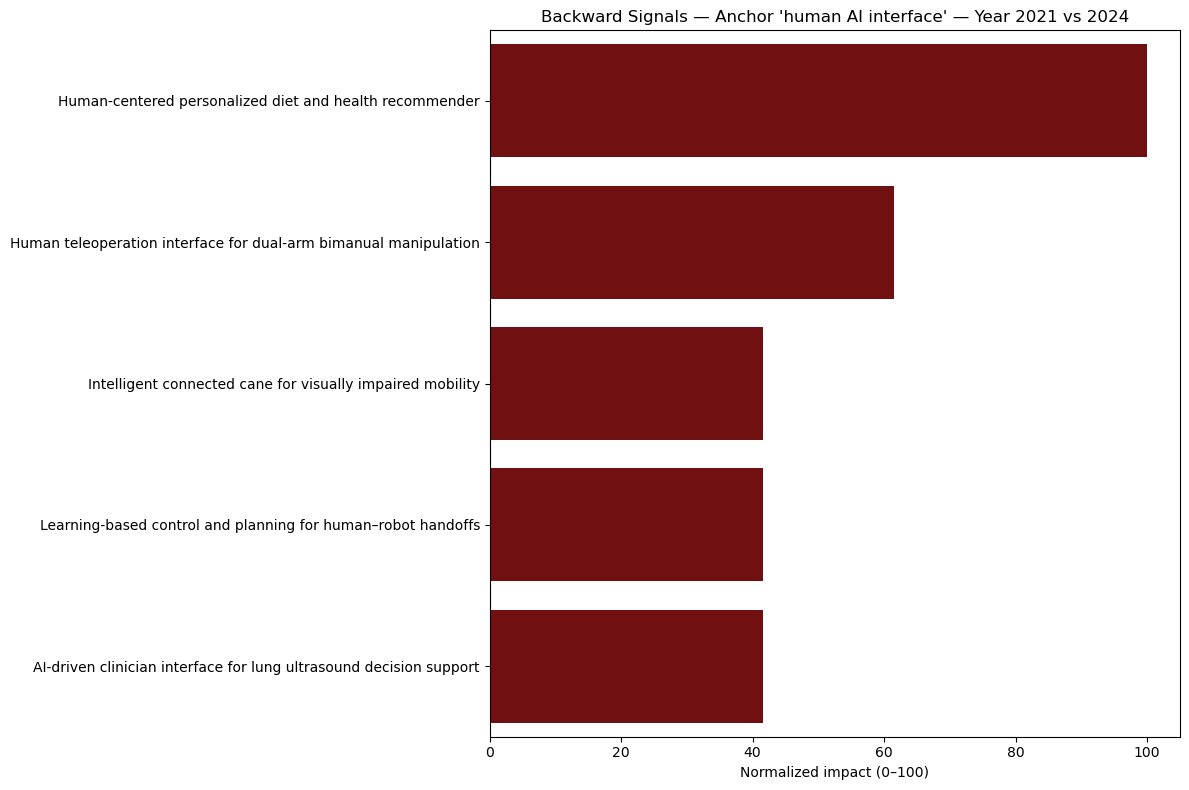 Backward Signals — Anchor 'human AI interface' — Year 2021 vs 2024
Human-centered personalized diet and health recommender
Human teleoperation interface for dual-arm bimanual manipulation
Intelligent connected cane for visually impaired mobility
Learning-based control and planning for human–robot handoffs
AI-driven clinician interface for lung ultrasound decision support
0 20 40 60 80 100
Normalized impact (0–100)